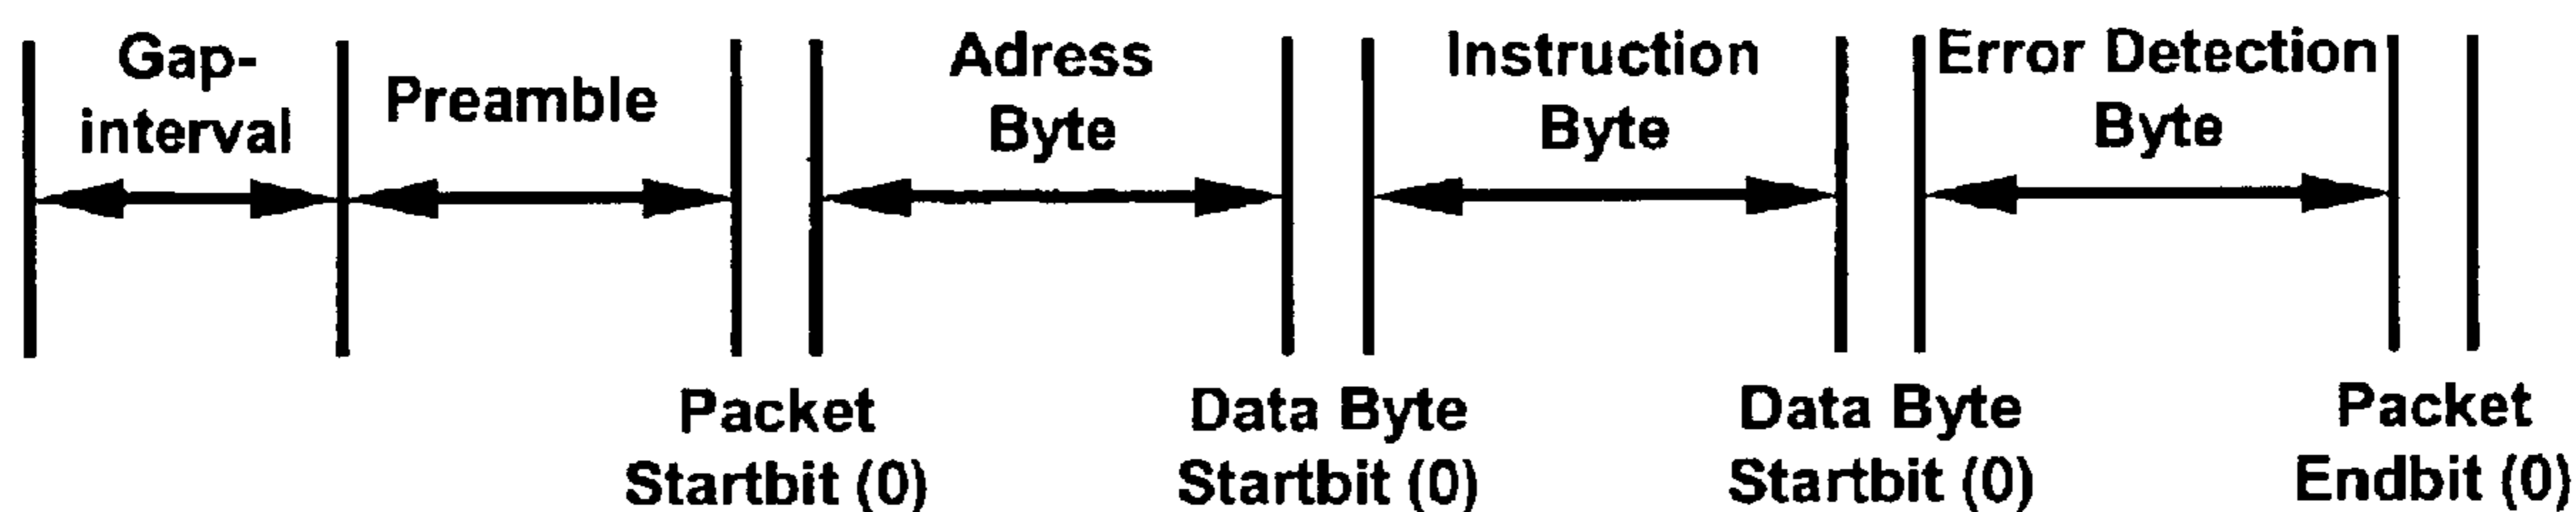 Gap-
interval
Preamble
Adress
Byte
Instruction
Byte
Error Detection
Byte
Packet
Startbit (0)
Data Byte
Startbit (0)
Data Byte
Startbit (0)
Packet
Endbit (0)